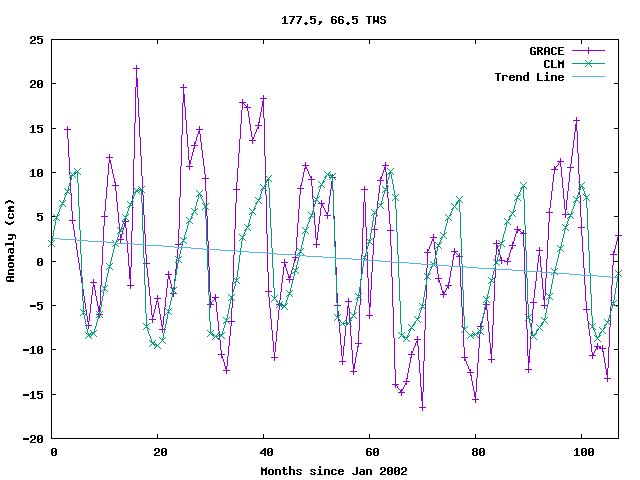 177.5, 66.5 TWS
GRACE
CLM
Trend Line
25
20
15
10
5
0
-5
-10
-15
-20
Anomaly (cm)
0 20 40 60 80 100
Months since Jan 2002